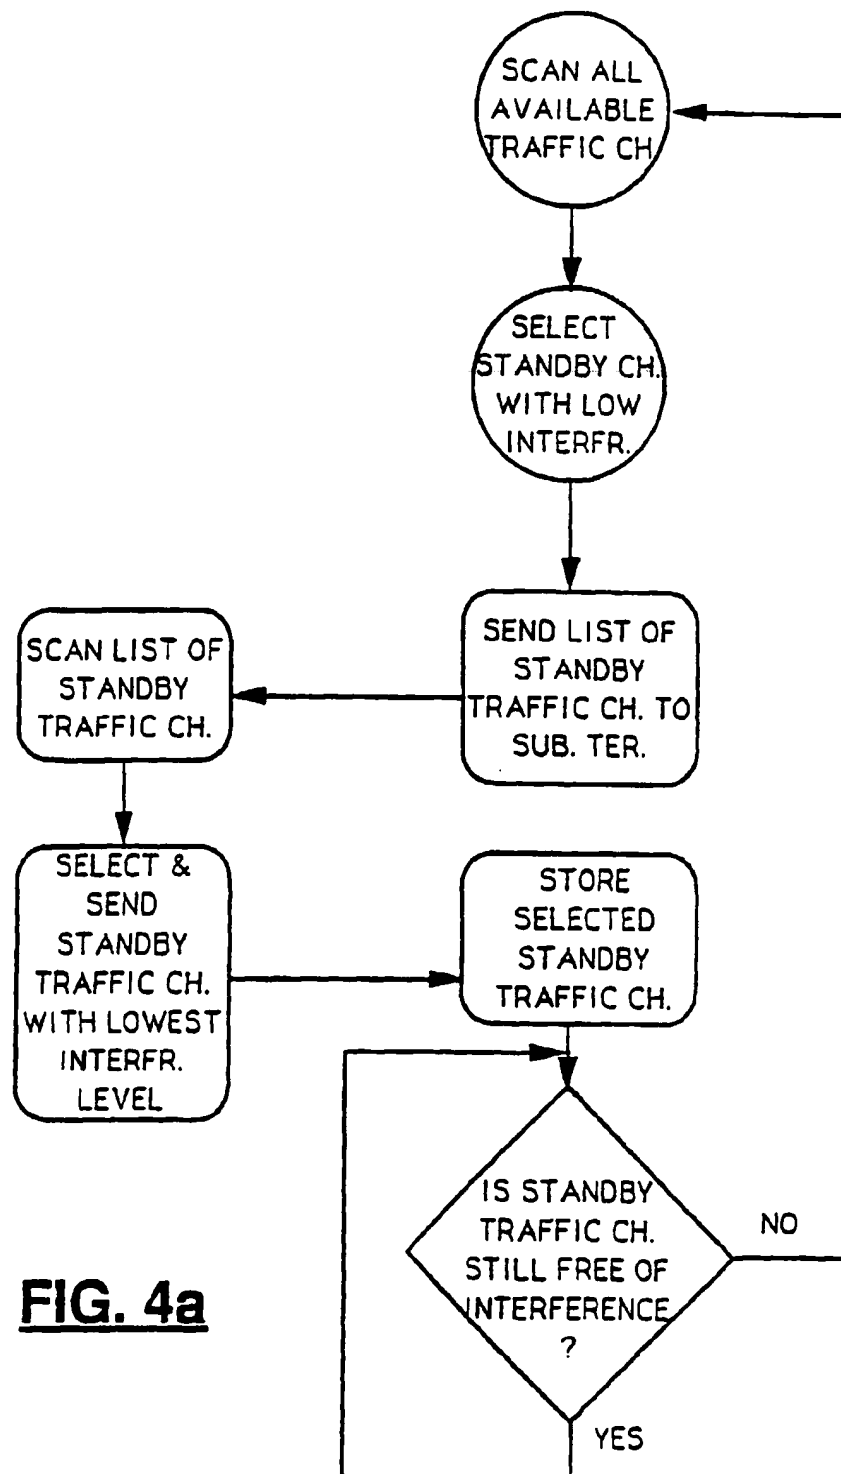 SCAN ALL
AVAILABLE
TRAFFIC CH
SELECT
STANDBY CH.
WITH LOW
INTERFR.
SEND LIST OF
STANDBY
TRAFFIC CH. TO
SUB. TER.
SCAN LIST OF
STANDBY
TRAFFIC CH.
SELECT &
SEND
STANDBY
TRAFFIC CH.
WITH LOWEST
INTERFR.
LEVEL
STORE
SELECTED
STANDBY
TRAFFIC CH.
IS STANDBY
TRAFFIC CH.
STILL FREE OF
INTERFERENCE
?
NO
YES
FIG. 4a